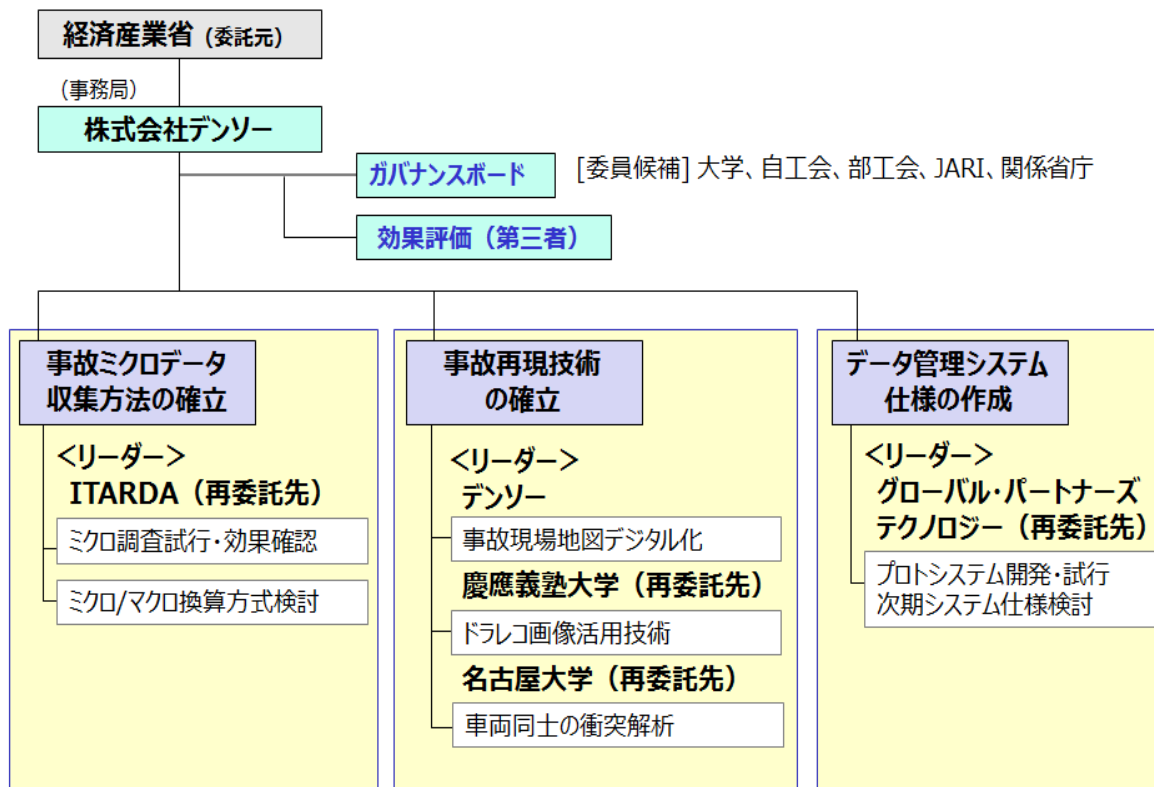 経済産業省（委託元）
（事務局）
株式会社デンソー
ガバナンスボード
[委員候補] 大学、自工会、部工会、JARI、関係省庁
効果評価（第三者）
事故ミクロデータ
収集方法の確立
＜リーダー＞
ITARDA（再委託先）
ミクロ調査試行・効果確認
ミクロ/マクロ換算方式検討
事故再現技術
の確立
＜リーダー＞
デンソー
事故現場地図デジタル化
慶應義塾大学（再委託先）
ドラレコ画像活用技術
名古屋大学（再委託先）
車両同士の衝突解析
データ管理システム
仕様の作成
＜リーダー＞
グローバル・パートナーズ
テクノロジー（再委託先）
プロトシステム開発・試行
次期システム仕様検討